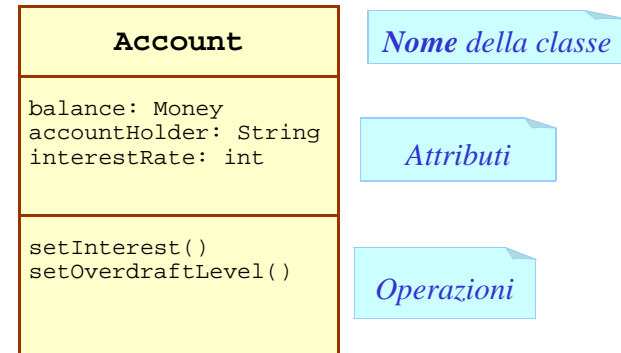 Account
Nome della classe
balance: Money
accountHolder: String
interestRate: int
Attributi
setInterest()
setOverdraftLevel()
Operazioni